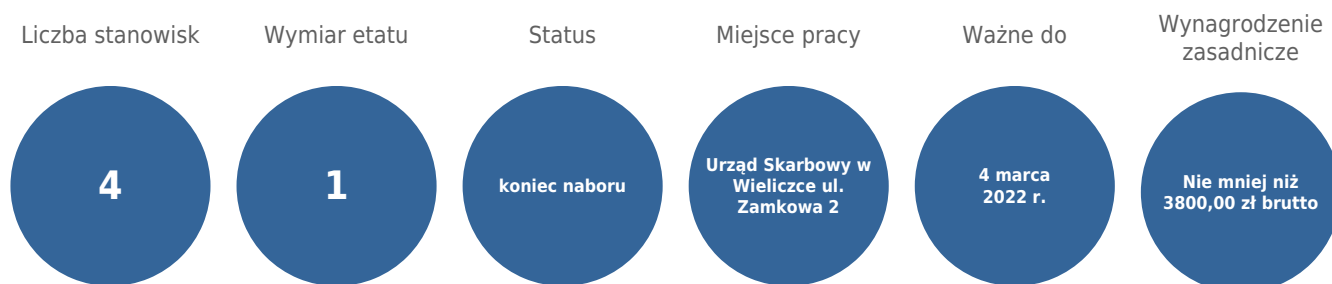 Liczba stanowisk
4
Wymiar etatu
1
Status
koniec naboru
Miejsce pracy
Urząd Skarbowy w
Wieliczce ul.
Zamkowa 2
Ważne do
4 marca
2022 r.
Wynagrodzenie
zasadnicze
Nie mniej niż
3800,00 zł brutto